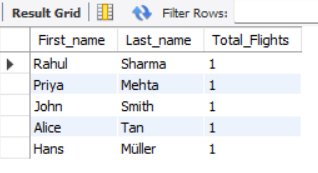 Result Grid Filter Rows:
First_name Last_name Total_Flights
Rahul Sharma 1
Priya Mehta 1
John Smith 1
Alice Tan 1
Hans Müller 1